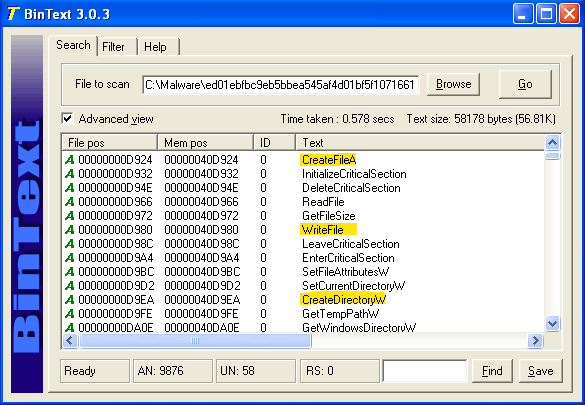 BinText 3.0.3
Search Filter Help
File to scan C:\Malware\ed01ebfbc9eb5bbea545af4d01bf5f1071661 Browse Go
Advanced view Time taken : 0.578 secs Text size: 58178 bytes (56.81K)
File pos Mem pos ID Text
A 00000000D924 00000040D924 0 CreateFileA
A 00000000D932 00000040D932 0 InitializeCriticalSection
A 00000000D94E 00000040D94E 0 DeleteCriticalSection
A 00000000D966 00000040D966 0 ReadFile
A 00000000D972 00000040D972 0 GetFileSize
A 00000000D980 00000040D980 0 WriteFile
A 00000000D98C 00000040D98C 0 LeaveCriticalSection
A 00000000D9A4 00000040D9A4 0 EnterCriticalSection
A 00000000D9BC 00000040D9BC 0 SetFileAttributesW
A 00000000D9D2 00000040D9D2 0 SetCurrentDirectoryW
A 00000000D9EA 00000040D9EA 0 CreateDirectoryW
A 00000000D9FE 00000040D9FE 0 GetTempPathW
A 00000000DA0E 00000040DA0E 0 GetWindowsDirectoryW
BinText
Ready AN: 9876 UN: 58 RS: 0 Find Save